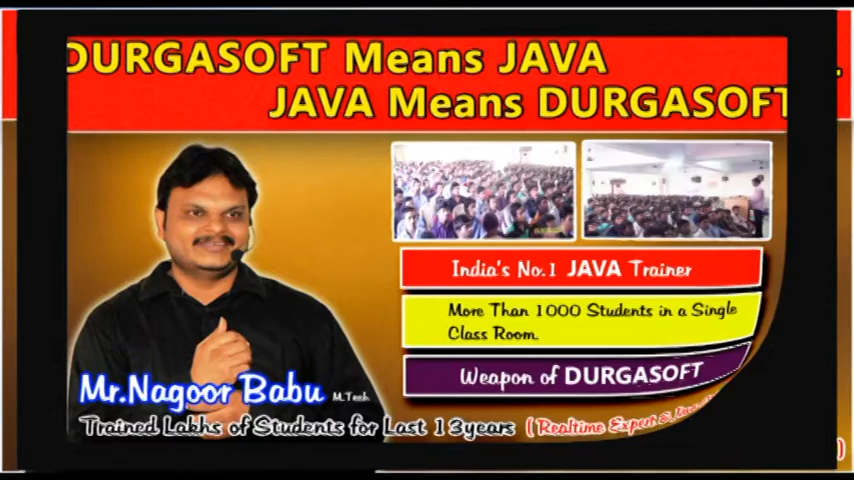 DURGASOFT Means JAVA
JAVA Means DURGASOFT
India's No.1 JAVA Trainer
More Than 1000 Students in a Single
Class Room.
Weapon of DURGASOFT
Mr.Nagoor Babu M.Tech
Trained Lakhs of Students for Last 13years (Realtime Expert &